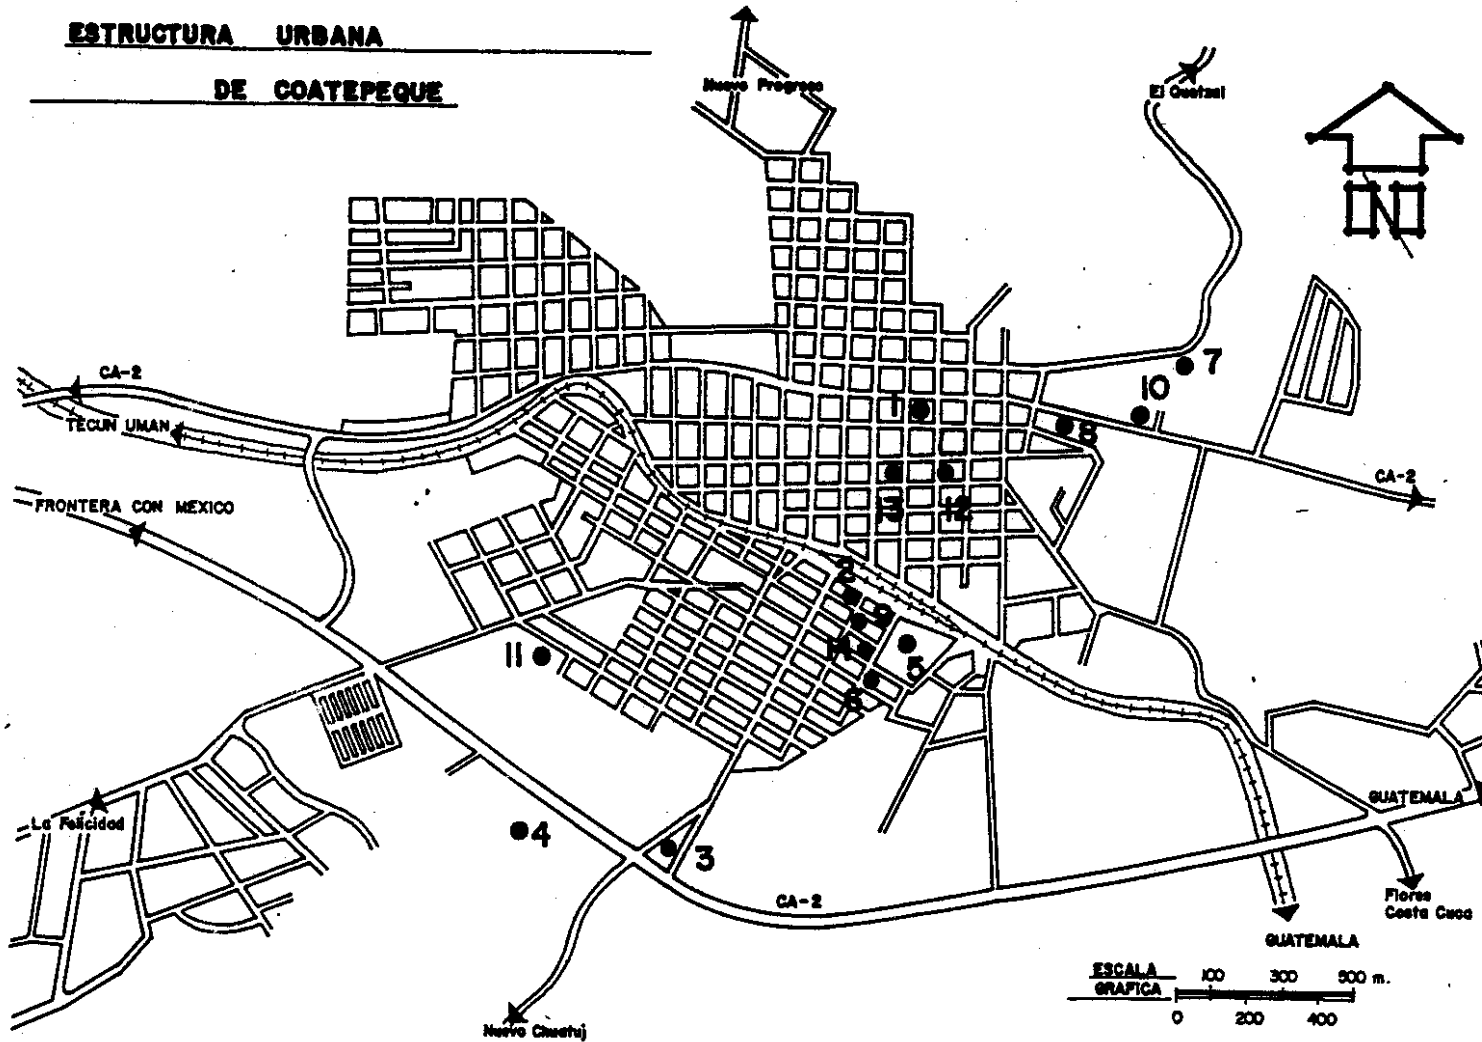 ESTRUCTURA URBANA
DE COATEPEQUE
Nuevo Progreso
El Quetzal
N
CA-2
TECUN UMAN
FRONTERA CON MEXICO
7
10
1
8
CA-2
13
12
2
9
14
5
11
6
La Felicidad
4
3
CA-2
GUATEMALA
Flores
Costa Cuca
GUATEMALA
Nuevo Chuatuj
ESCALA
GRAFICA
100 300 500 m.
0 200 400